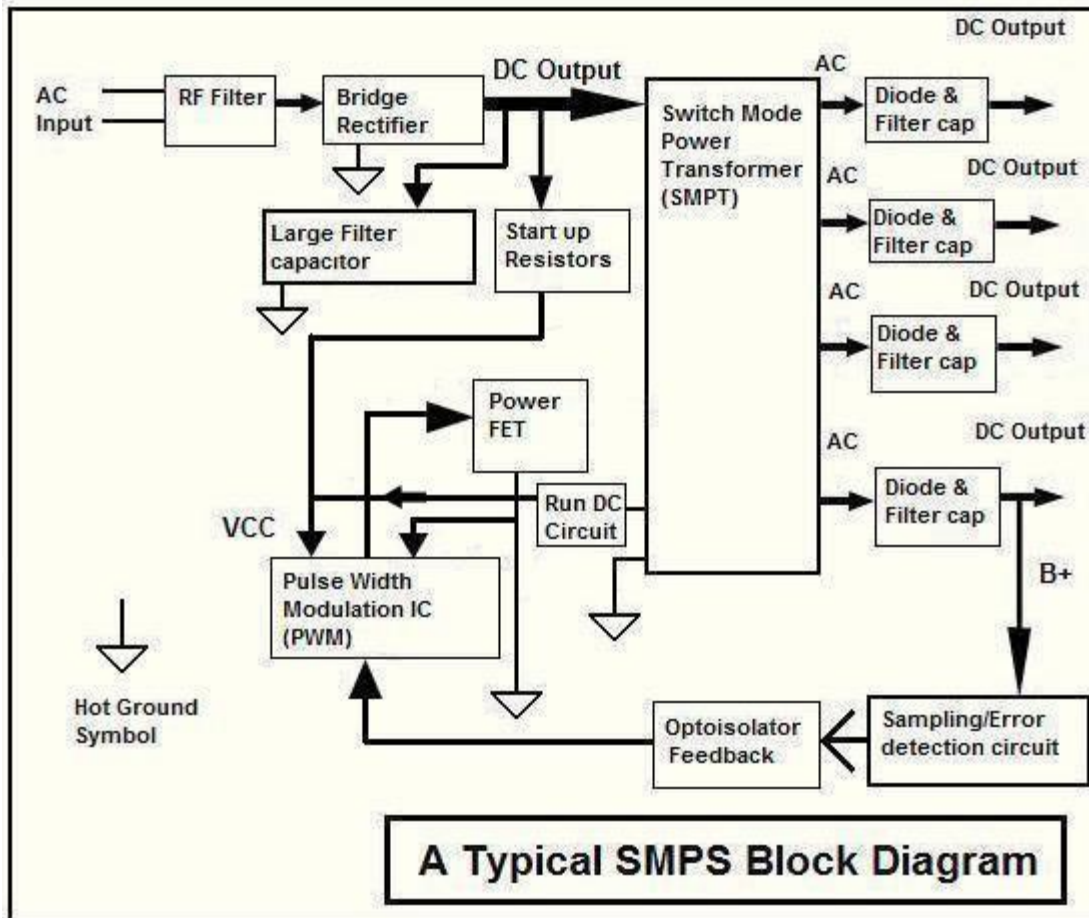 DC Output
AC
Input
RF Filter
Bridge
Rectifier
DC Output
AC
Diode &
Filter cap
Switch Mode
Power
Transformer
(SMPT)
Large Filter
capacitor
Start up
Resistors
AC
DC Output
Diode &
Filter cap
AC
DC Output
Diode &
Filter cap
Power
FET
AC
DC Output
Diode &
Filter cap
Run DC
Circuit
VCC
B+
Pulse Width
Modulation IC
(PWM)
Hot Ground
Symbol
Optoisolator
Feedback
Sampling/Error
detection circuit
A Typical SMPS Block Diagram